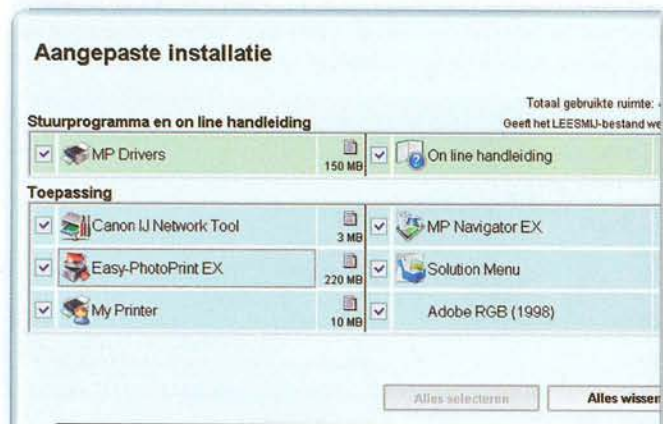 Aangepaste installatie
Totaal gebruikte ruimte:
Stuurprogramma en on line handleiding
Geeft het LEESMIJ-bestand we
MP Drivers
150 MB
On line handleiding
Toepassing
Canon IJ Network Tool
3 MB
MP Navigator EX
Easy-PhotoPrint EX
220 MB
Solution Menu
My Printer
10 MB
Adobe RGB (1998)
Alles selecteren
Alles wissen